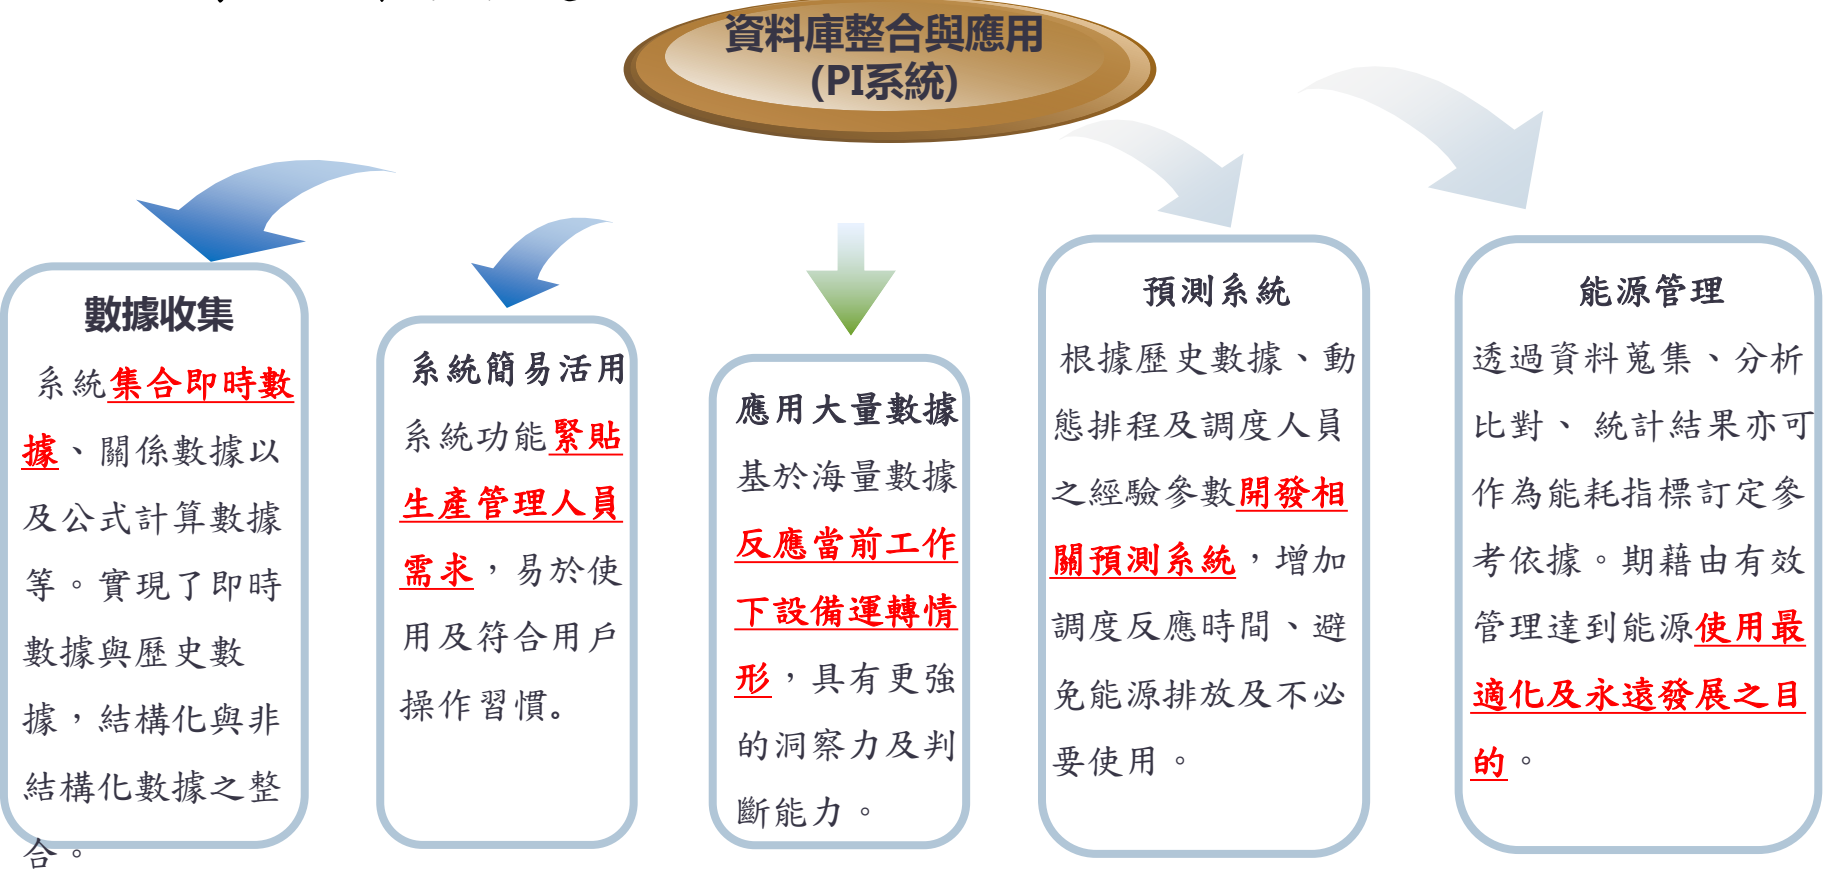 資料庫整合與應用
(PI系統)
數據收集
系統集合即時數
據、關係數據以
及公式計算數據
等。實現了即時
數據與歷史數
據，結構化與非
結構化數據之整
合。
系統簡易活用
系統功能緊貼
生產管理人員
需求，易於使
用及符合用戶
操作習慣。
應用大量數據
基於海量數據
反應當前工作
下設備運轉情
形，具有更強
的洞察力及判
斷能力。
預測系統
根據歷史數據、動
態排程及調度人員
之經驗參數開發相
關預測系統，增加
調度反應時間、避
免能源排放及不必
要使用。
能源管理
透過資料蒐集、分析
比對、 統計結果亦可
作為能耗指標訂定參
考依據。期藉由有效
管理達到能源使用最
適化及永遠發展之目
的。